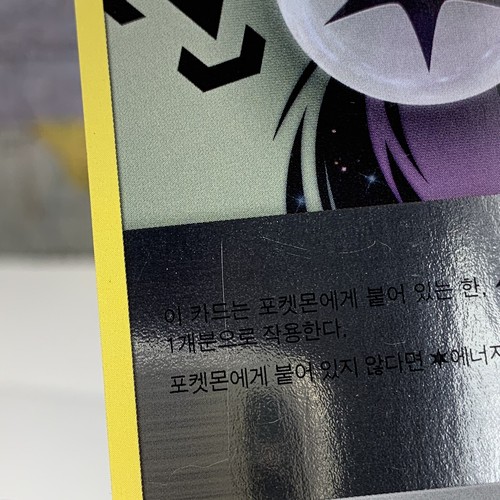 이 카드는 포켓몬에게 붙어 있는 한,
1개분으로 작용한다.
포켓몬에게 붙어 있지 않다면 에너지